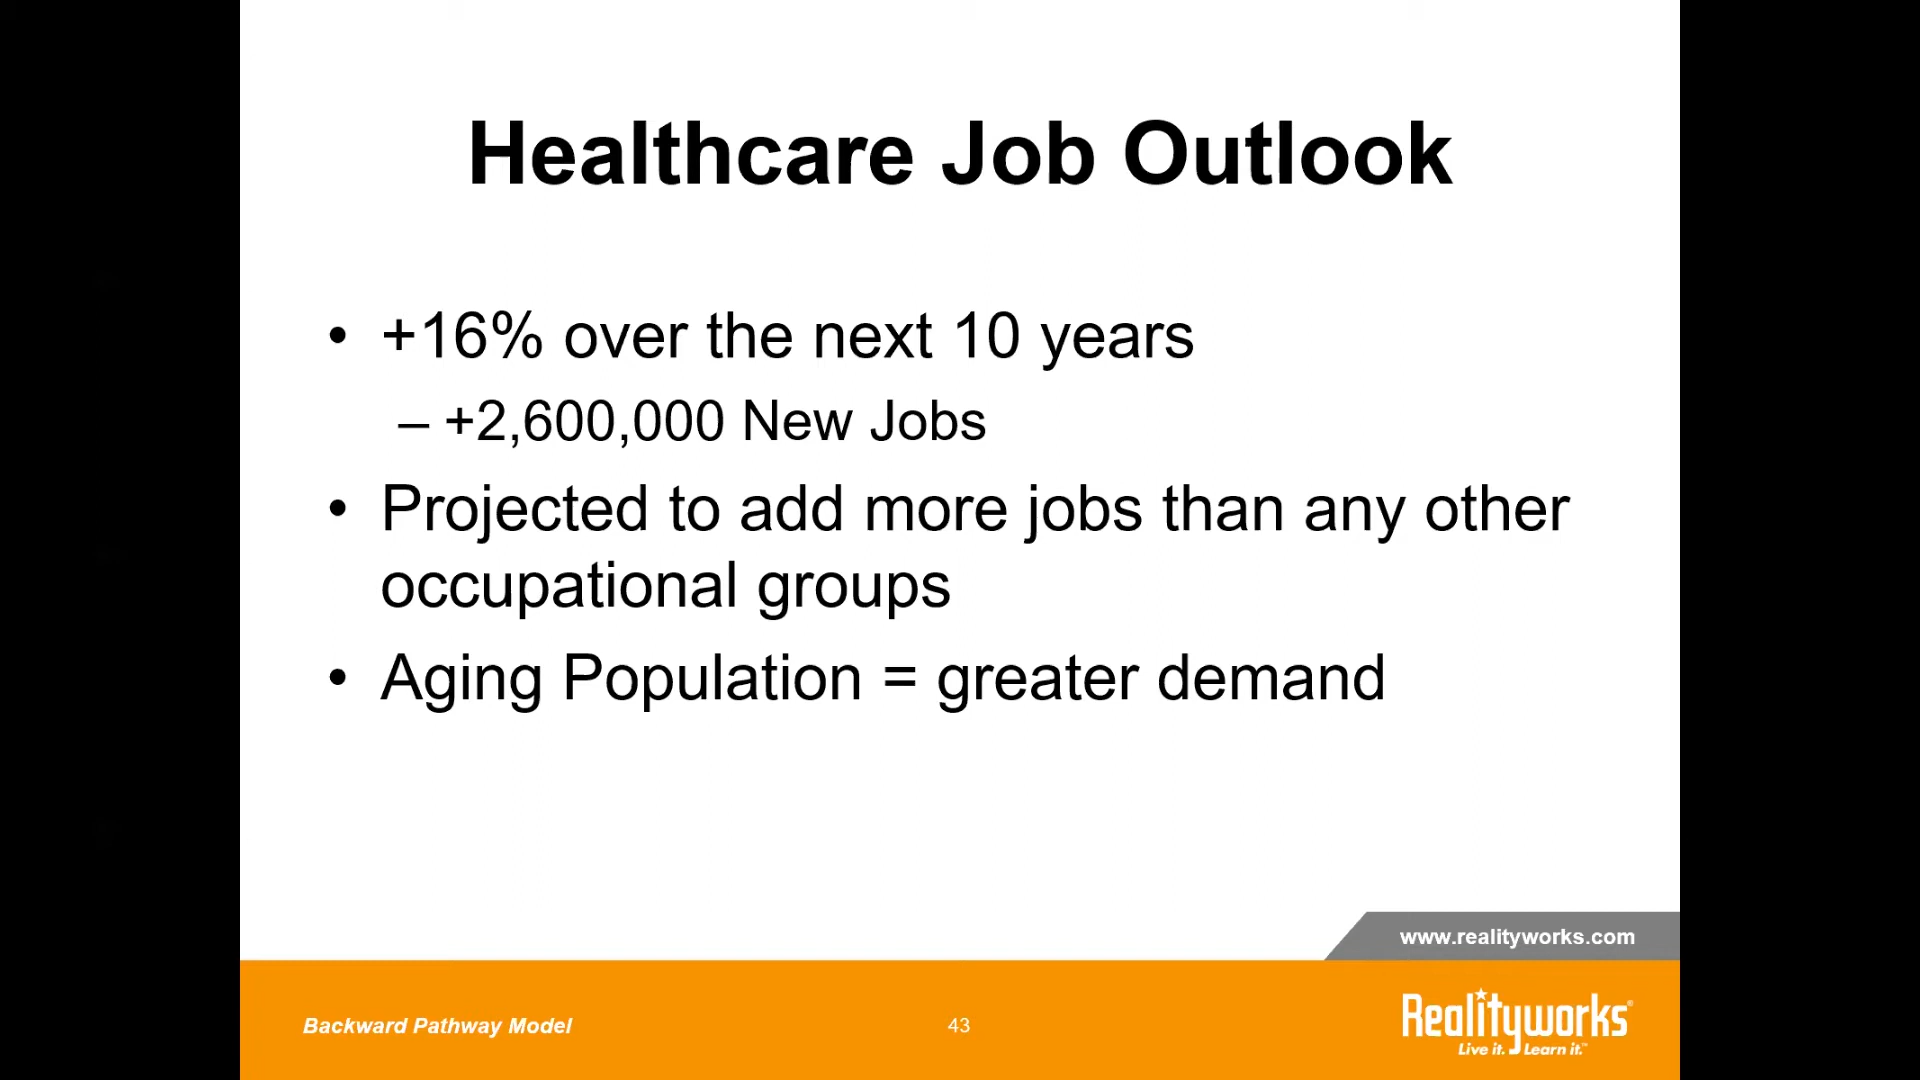 Healthcare Job Outlook
• +16% over the next 10 years
– +2,600,000 New Jobs
• Projected to add more jobs than any other
occupational groups
• Aging Population = greater demand
www.realityworks.com
Backward Pathway Model
43
Realityworks®
Live it. Learn it.™